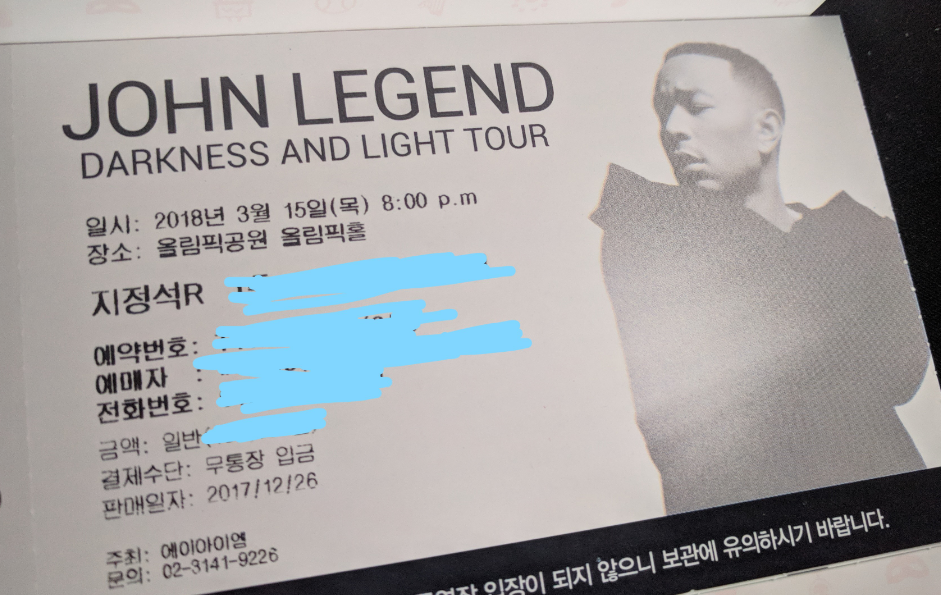 JOHN LEGEND
DARKNESS AND LIGHT TOUR
일시: 2018년 3월 15일(목) 8:00 p.m
장소: 올림픽공원 올림픽홀
지정석R
예약번호:
예매자 :
전화번호:
금액: 일반(
결제수단: 무통장 입금
판매일자: 2017/12/26
주최: 에이아이엠
문의: 02-3141-9226
입장이 되지 않으니 보관에 유의하시기 바랍니다.